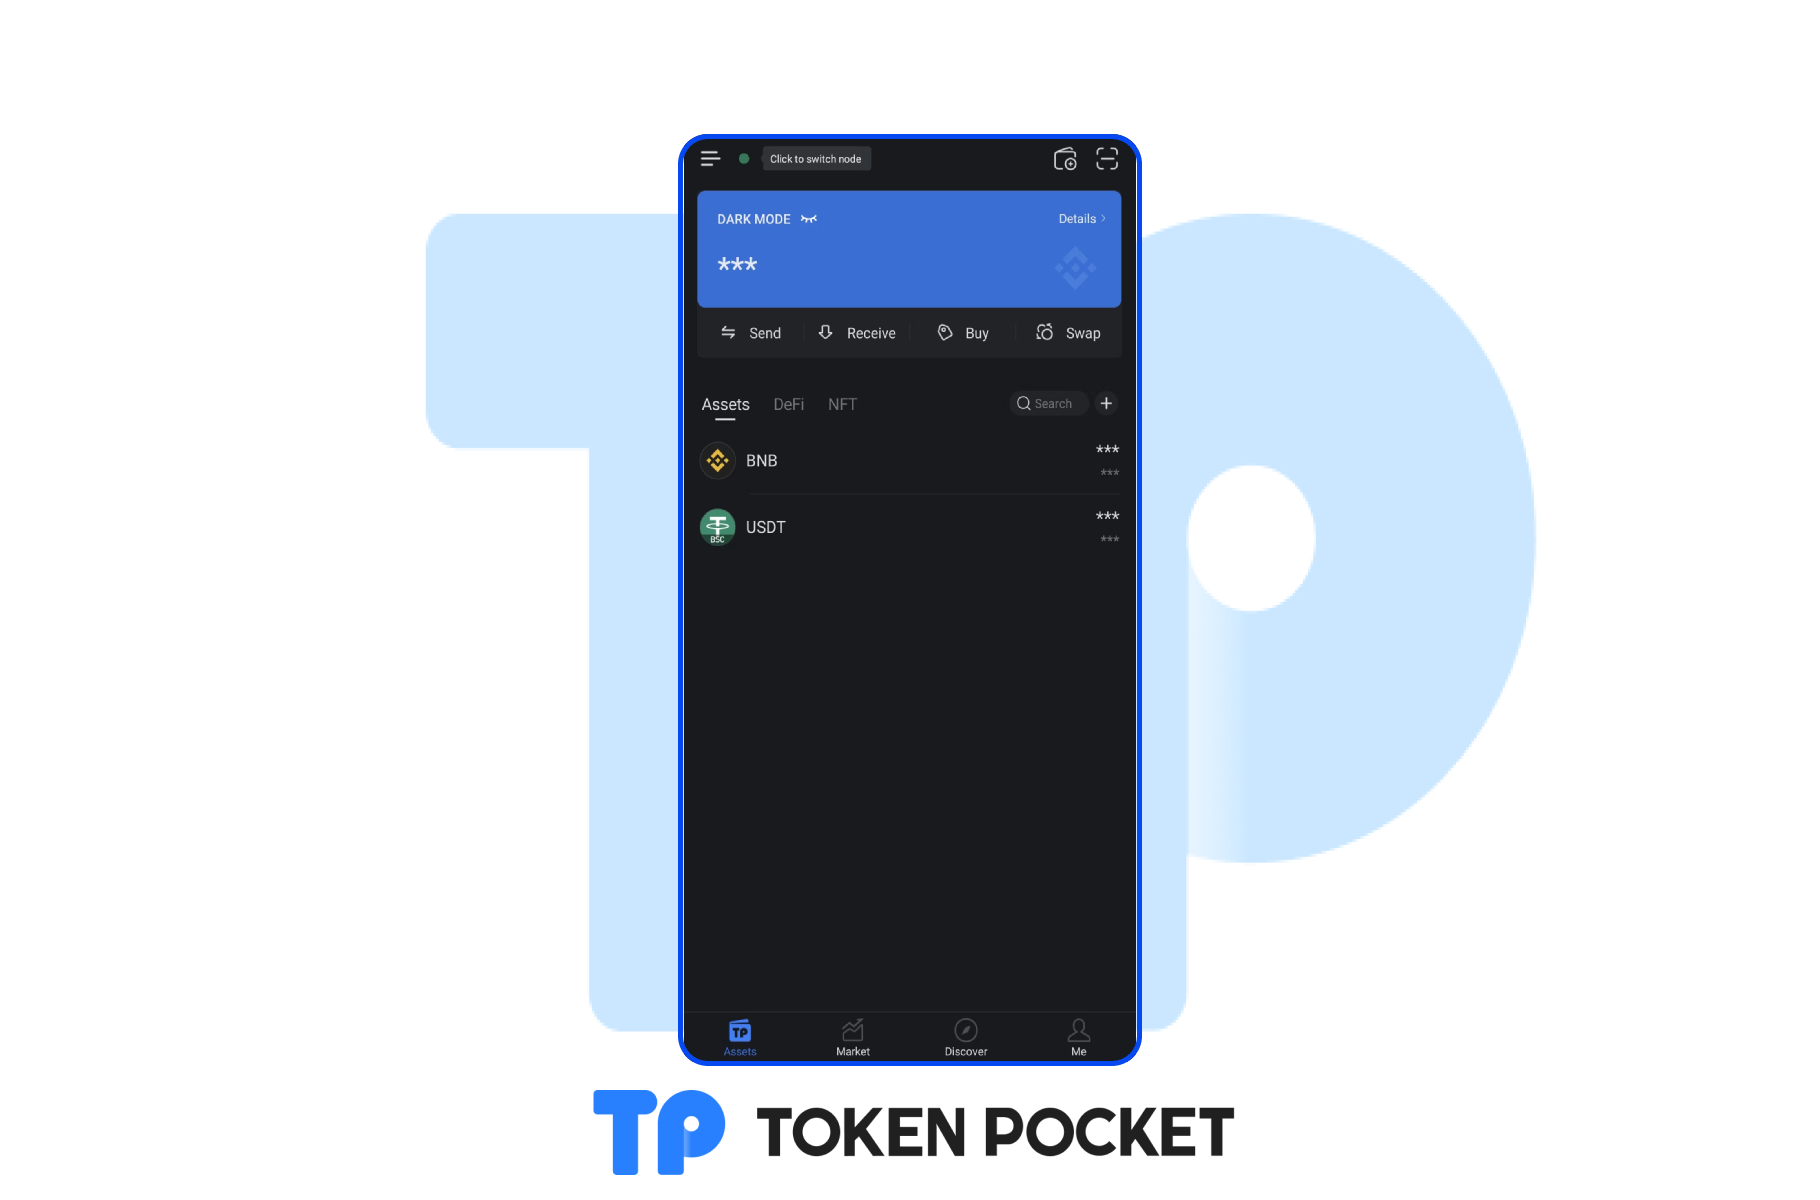 Click to switch node
DARK MODE
Details >
***
Send
Receive
Buy
Swap
Assets
DeFi
NFT
Search
BNB
***
***
BSC
USDT
***
***
TP
Assets
Market
Discover
Me
TP TOKEN POCKET